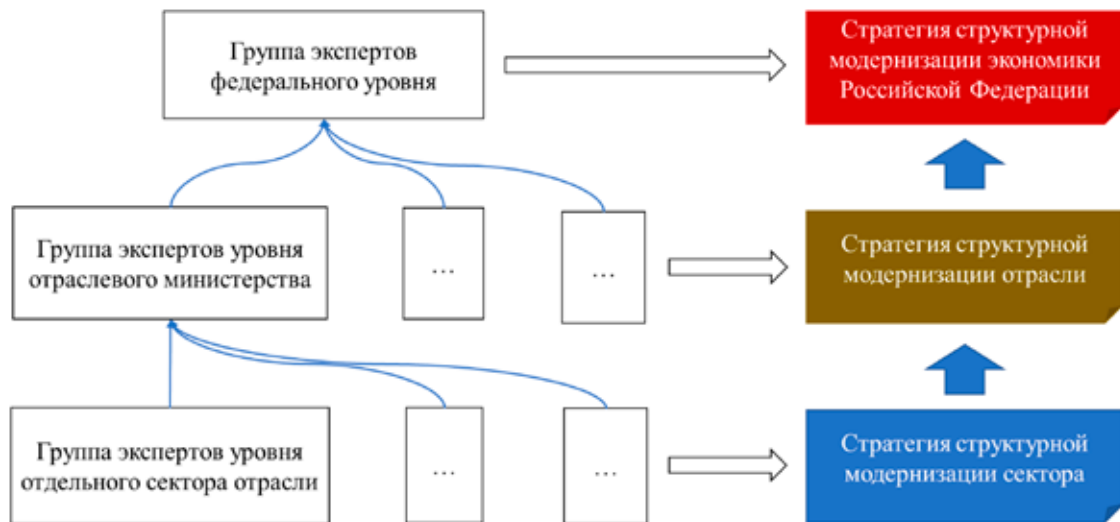 Группа экспертов
федерального уровня
Стратегия структурной
модернизации экономики
Российской Федерации
Группа экспертов уровня
отраслевого министерства
...
...
Стратегия структурной
модернизации отрасли
Группа экспертов уровня
отдельного сектора отрасли
...
...
Стратегия структурной
модернизации сектора